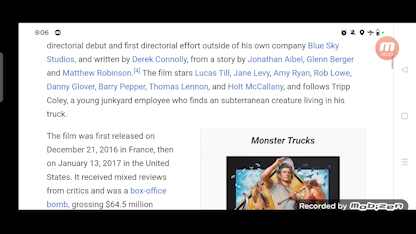 9:06
directorial debut and first directorial effort outside of his own company Blue Sky
Studios, and written by Derek Connolly, from a story by Jonathan Aibel, Glenn Berger
and Matthew Robinson.[4] The film stars Lucas Till, Jane Levy, Amy Ryan, Rob Lowe,
Danny Glover, Barry Pepper, Thomas Lennon, and Holt McCallany, and follows Tripp
Coley, a young junkyard employee who finds an subterranean creature living in his
truck.
The film was first released on
December 21, 2016 in France, then
on January 13, 2017 in the United
States. It received mixed reviews
from critics and was a box-office
bomb, grossing $64.5 million
Monster Trucks
Recorded by Mobizen